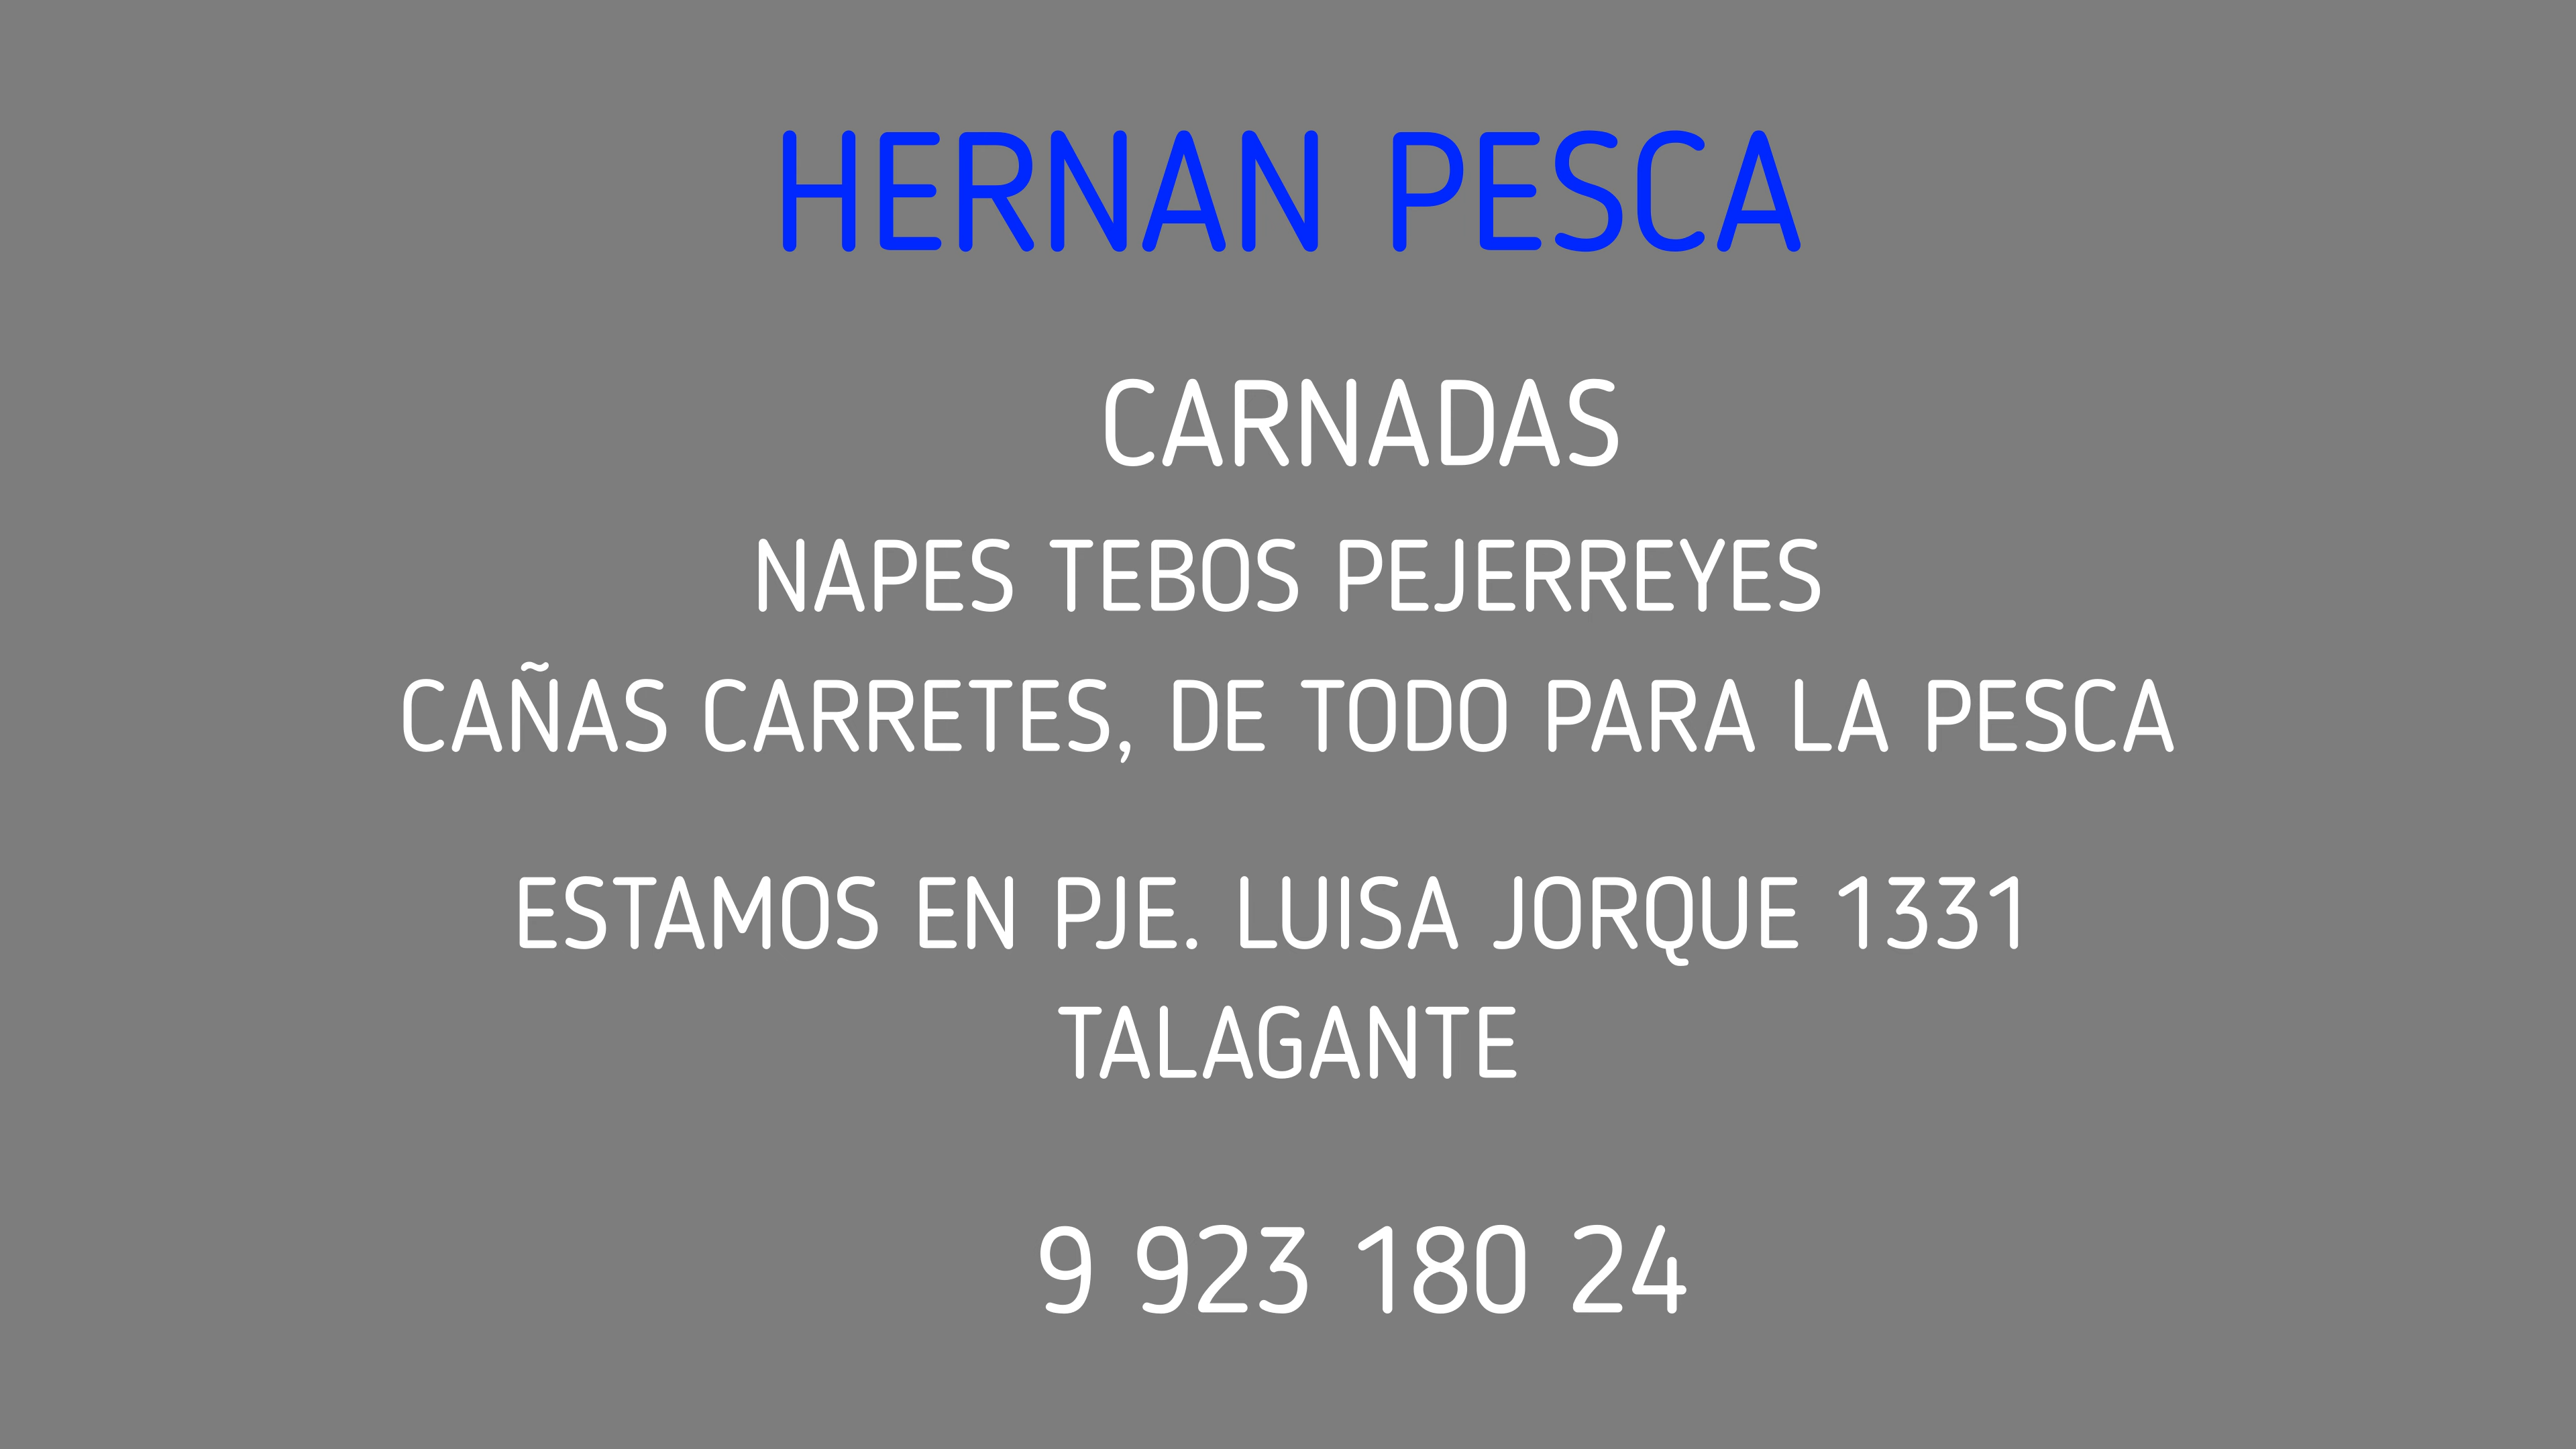 HERNAN PESCA
CARNADAS
NAPES TEBOS PEJERREYES
CAÑAS CARRETES, DE TODO PARA LA PESCA
ESTAMOS EN PJE. LUISA JORQUE 1331
TALAGANTE
9 923 180 24